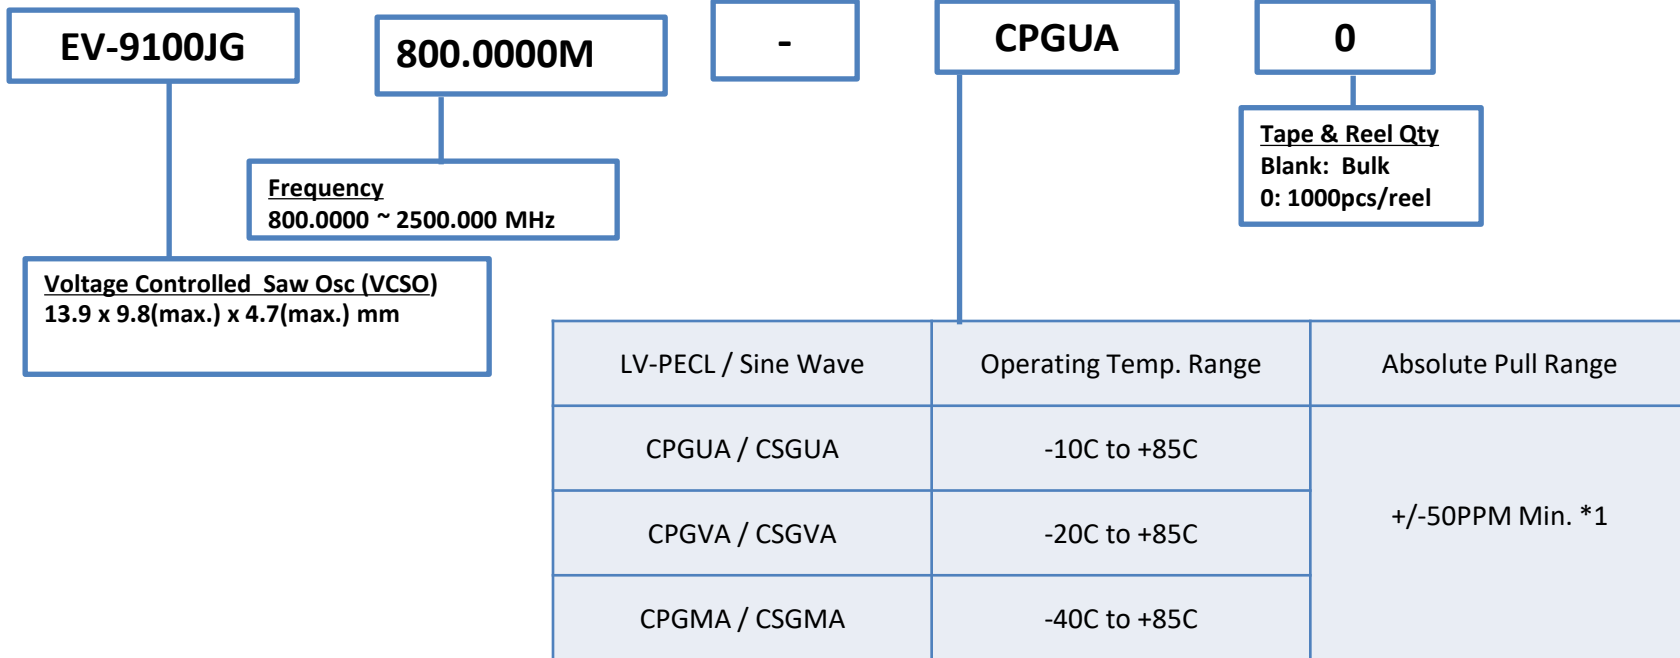 EV-9100JG 800.0000M - CPGUA 0
Tape & Reel Qty
Blank: Bulk
0: 1000pcs/reel
Frequency
800.0000 ~ 2500.000 MHz
Voltage Controlled Saw Osc (VCSO)
13.9 x 9.8(max.) x 4.7(max.) mm
LV-PECL / Sine Wave Operating Temp. Range Absolute Pull Range
CPGUA / CSGUA -10C to +85C
+/-50PPM Min. *1
CPGVA / CSGVA -20C to +85C
CPGMA / CSGMA -40C to +85C